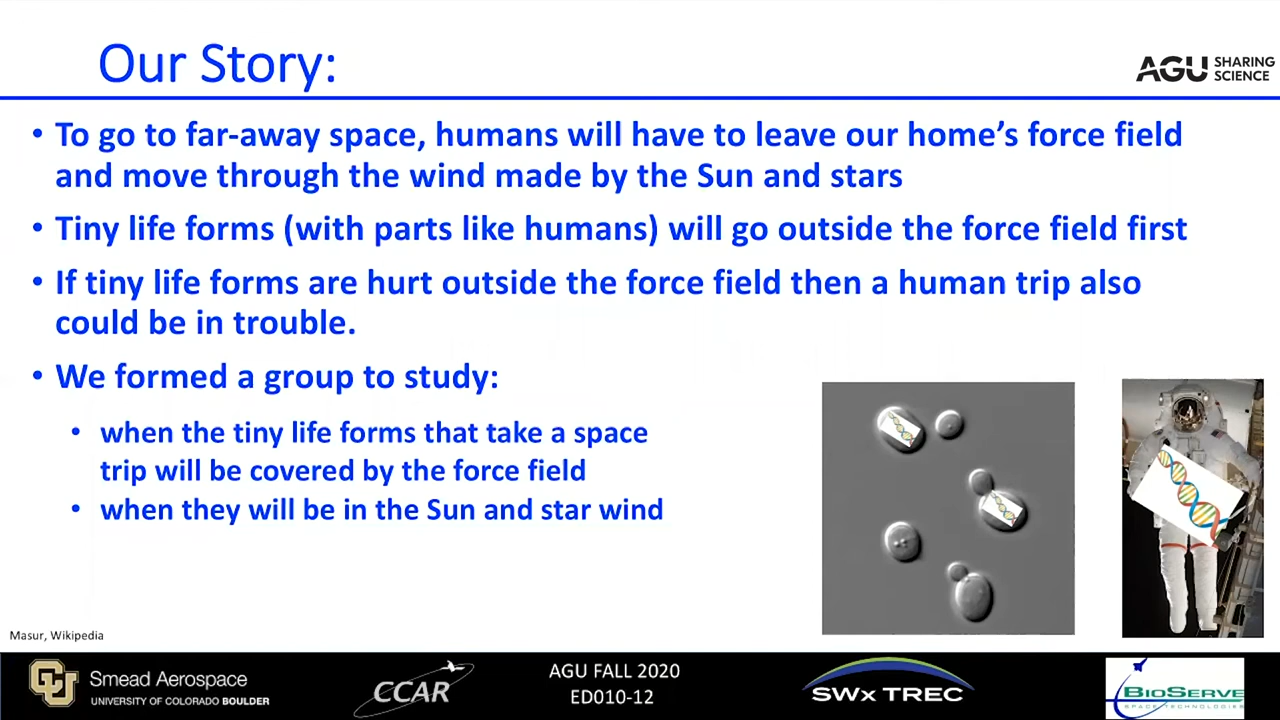 Our Story:
AGU SHARING
SCIENCE
• To go to far-away space, humans will have to leave our home’s force field
and move through the wind made by the Sun and stars
• Tiny life forms (with parts like humans) will go outside the force field first
• If tiny life forms are hurt outside the force field then a human trip also
could be in trouble.
• We formed a group to study:
• when the tiny life forms that take a space
trip will be covered by the force field
• when they will be in the Sun and star wind
Masur, Wikipedia
CU
Smead Aerospace
UNIVERSITY OF COLORADO BOULDER
CCAR
AGU FALL 2020
ED010-12
SWx TREC
BIOSERVE
SPACE TECHNOLOGIES